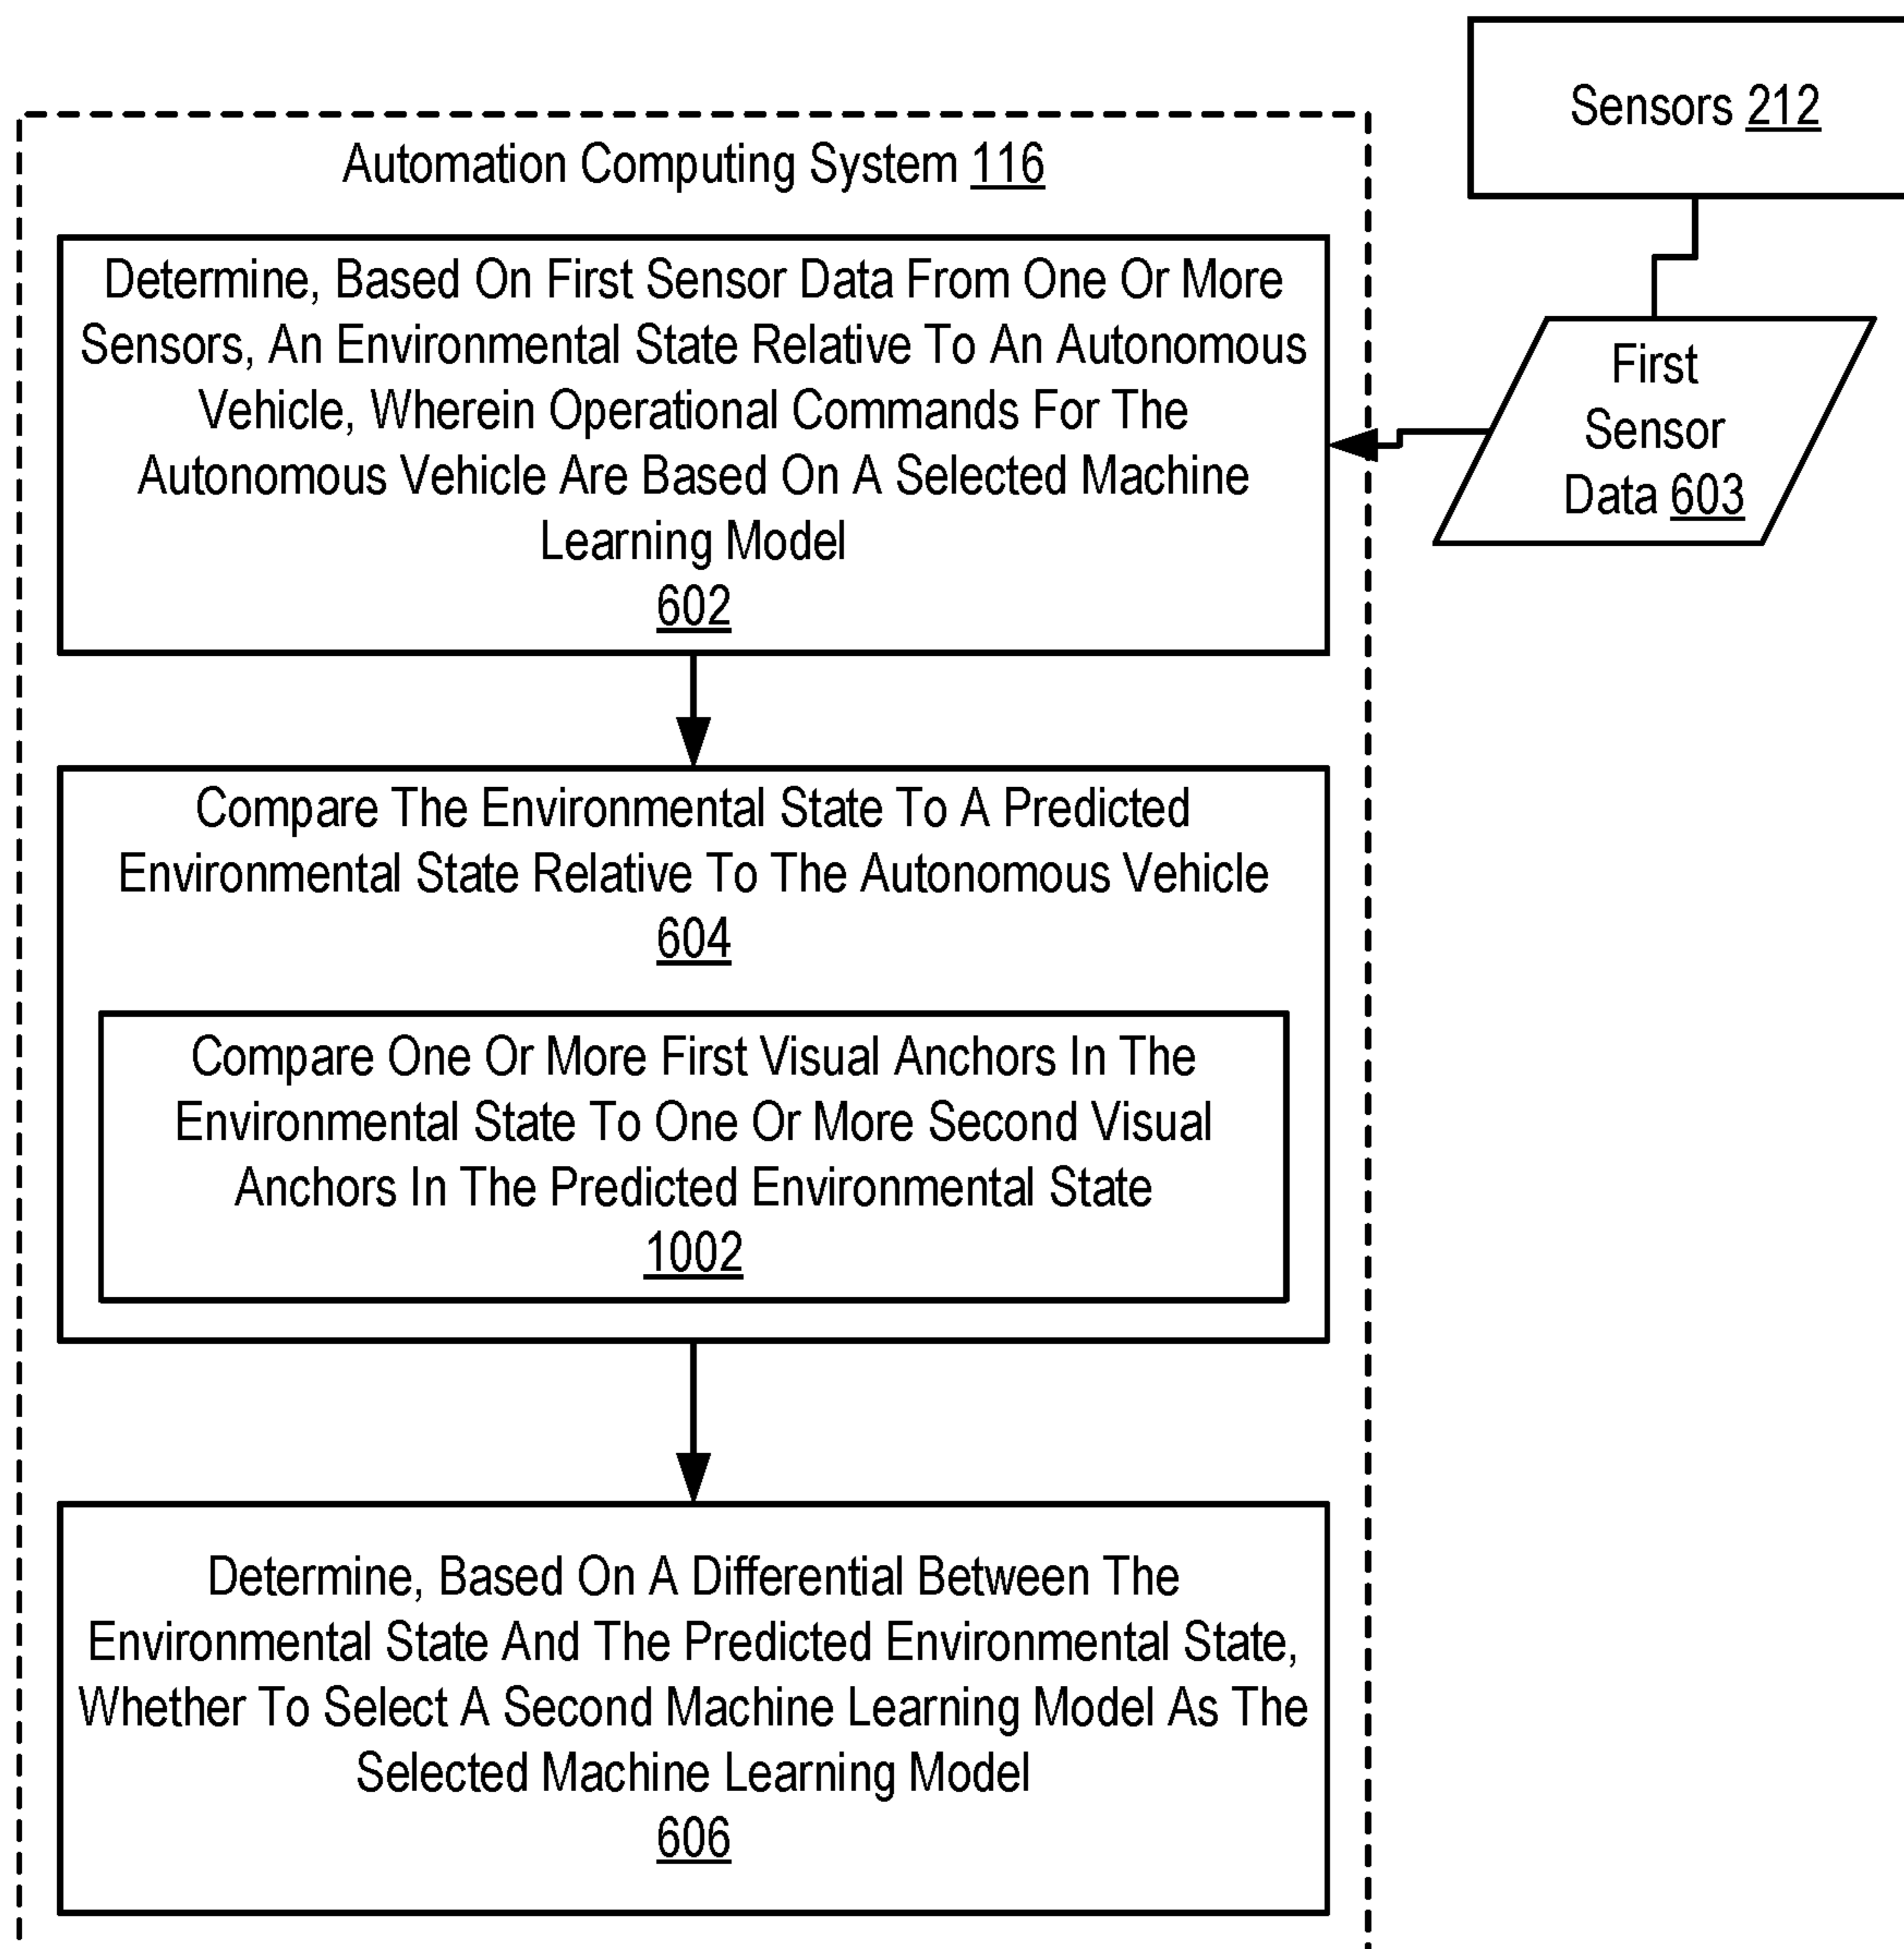 Sensors 212
Automation Computing System 116
Determine, Based On First Sensor Data From One Or More
Sensors, An Environmental State Relative To An Autonomous
Vehicle, Wherein Operational Commands For The
Autonomous Vehicle Are Based On A Selected Machine
Learning Model
602
First
Sensor
Data 603
Compare The Environmental State To A Predicted
Environmental State Relative To The Autonomous Vehicle
604
Compare One Or More First Visual Anchors In The
Environmental State To One Or More Second Visual
Anchors In The Predicted Environmental State
1002
Determine, Based On A Differential Between The
Environmental State And The Predicted Environmental State,
Whether To Select A Second Machine Learning Model As The
Selected Machine Learning Model
606